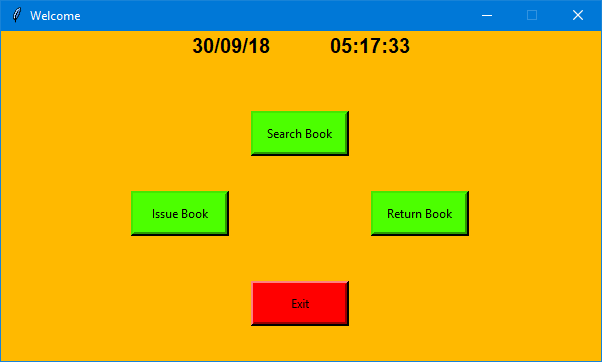 Welcome
30/09/18 05:17:33
Search Book
Issue Book Return Book
Exit